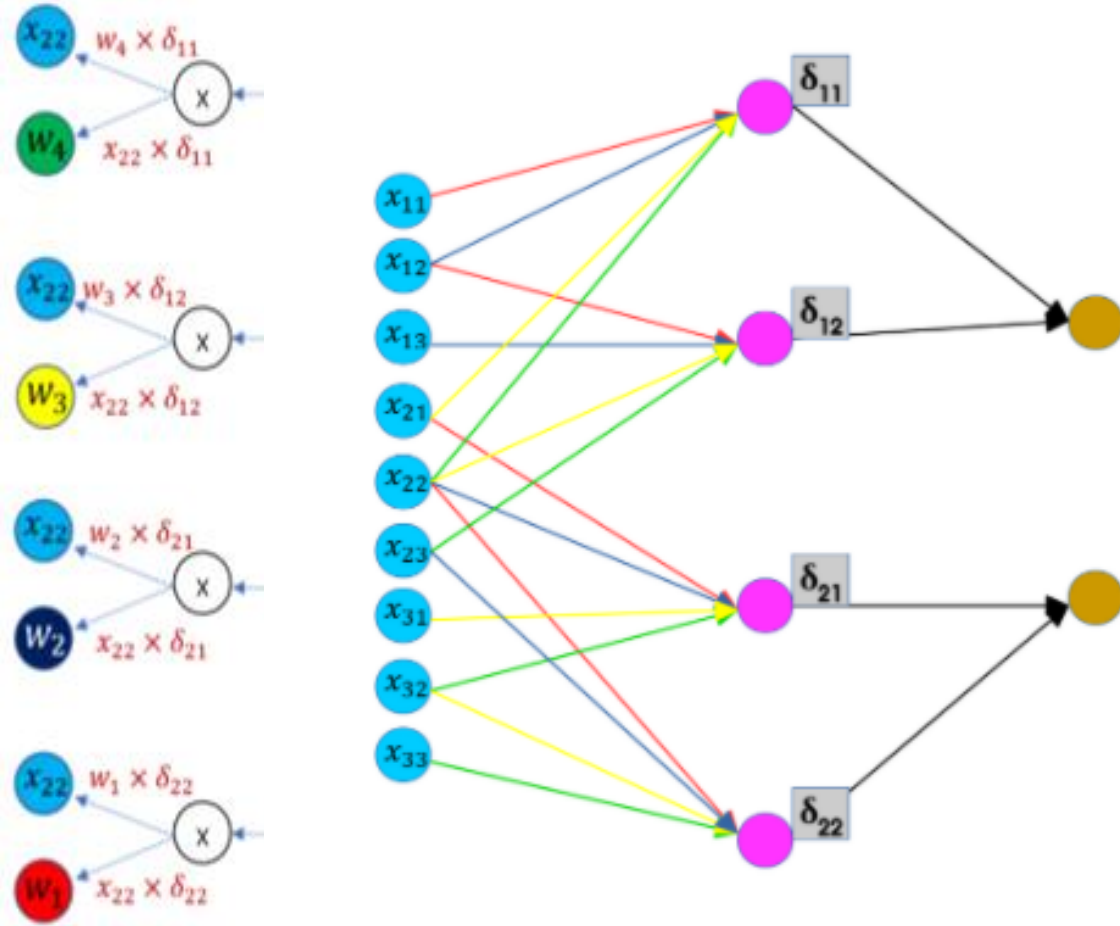 x₂₂
w₄ × δ₁₁
X
W₄
x₂₂ × δ₁₁
x₂₂
w₃ × δ₁₂
X
W₃
x₂₂ × δ₁₂
x₂₂
w₂ × δ₂₁
X
W₂
x₂₂ × δ₂₁
x₂₂
w₁ × δ₂₂
X
W₁
x₂₂ × δ₂₂
x₁₁
x₁₂
x₁₃
x₂₁
x₂₂
x₂₃
x₃₁
x₃₂
x₃₃
δ₁₁
δ₁₂
δ₂₁
δ₂₂